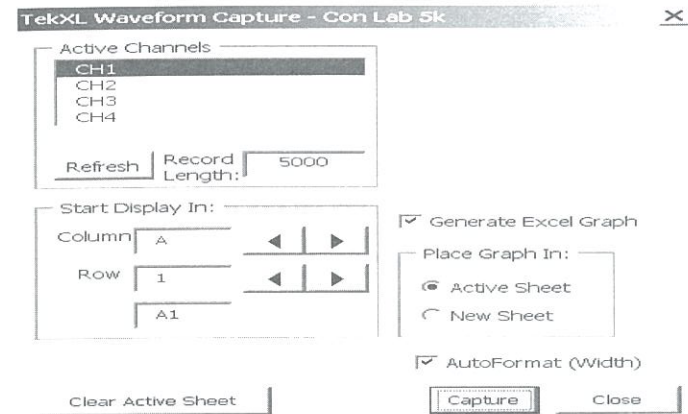 TekXL Waveform Capture - Con Lab 5k
Active Channels
CH1
CH2
CH3
CH4
Refresh
Record Length:
5000
Start Display In:
Column
A
Row
1
A1
Generate Excel Graph
Place Graph In:
Active Sheet
New Sheet
AutoFormat (Width)
Clear Active Sheet
Capture
Close